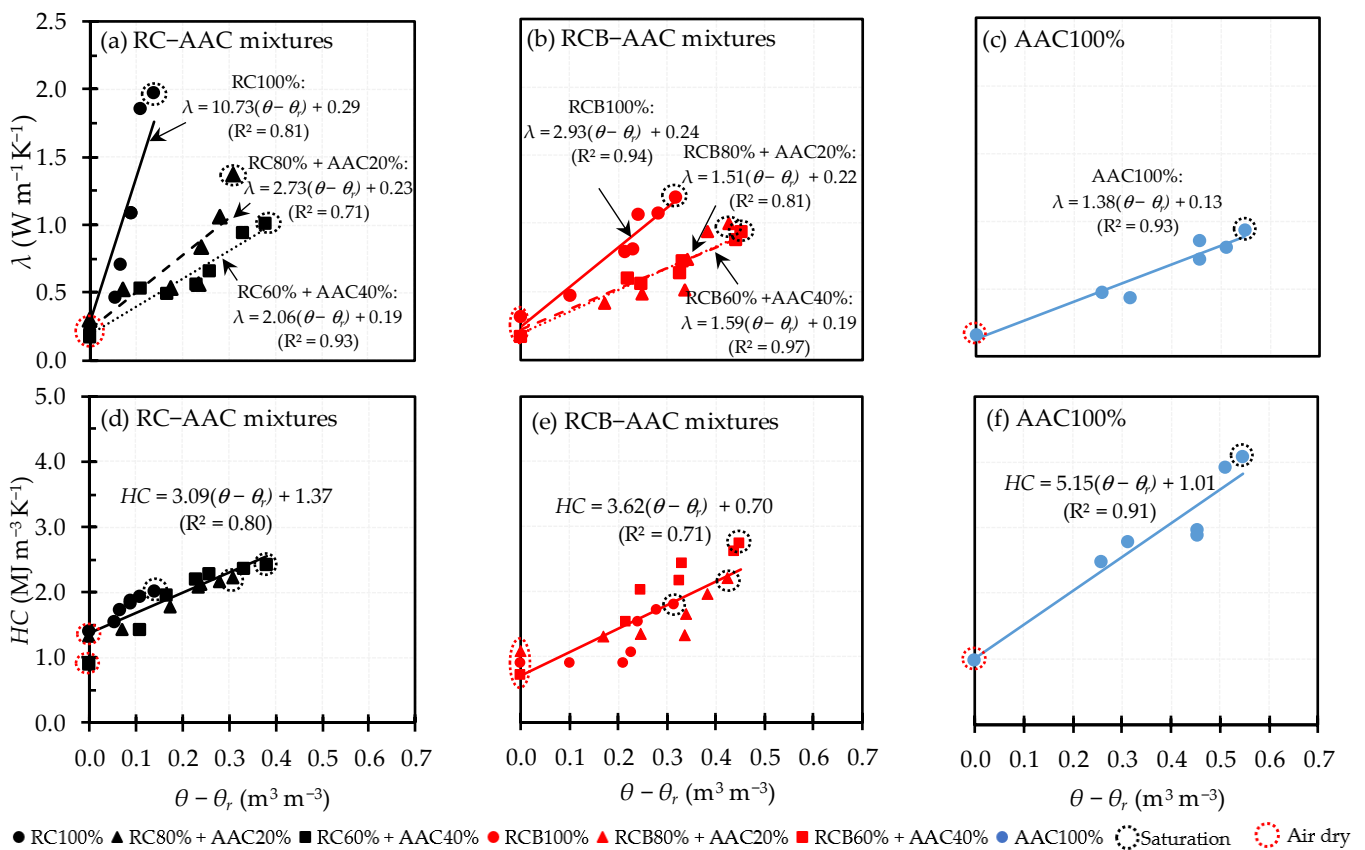 (a) RC−AAC mixtures
RC100%:
λ = 10.73(θ− θr) + 0.29
(R² = 0.81)
RC80% + AAC20%:
λ = 2.73(θ− θr) + 0.23
(R² = 0.71)
RC60% + AAC40%:
λ = 2.06(θ− θr) + 0.19
(R² = 0.93)
λ (W m⁻¹K⁻¹)
2.5
2.0
1.5
1.0
0.5
0.0
(b) RCB−AAC mixtures
RCB100%:
λ = 2.93(θ− θr) + 0.24
(R² = 0.94)
RCB80% + AAC20%:
λ = 1.51(θ− θr) + 0.22
(R² = 0.81)
RCB60% +AAC40%:
λ = 1.59(θ− θr) + 0.19
(R² = 0.97)
(c) AAC100%
AAC100%:
λ = 1.38(θ− θr) + 0.13
(R² = 0.93)
(d) RC−AAC mixtures
HC = 3.09(θ − θr) + 1.37
(R² = 0.80)
HC (MJ m⁻³ K⁻¹)
5.0
4.0
3.0
2.0
1.0
0.0
0.0 0.1 0.2 0.3 0.4 0.5 0.6 0.7
θ − θr (m³ m⁻³)
(e) RCB−AAC mixtures
HC = 3.62(θ − θr) + 0.70
(R² = 0.71)
0.0 0.1 0.2 0.3 0.4 0.5 0.6 0.7
θ − θr (m³ m⁻³)
(f) AAC100%
HC = 5.15(θ − θr) + 1.01
(R² = 0.91)
0.0 0.1 0.2 0.3 0.4 0.5 0.6 0.7
θ − θr (m³ m⁻³)
RC100% RC80% + AAC20% RC60% + AAC40% RCB100% RCB80% + AAC20% RCB60% + AAC40% AAC100% Saturation Air dry